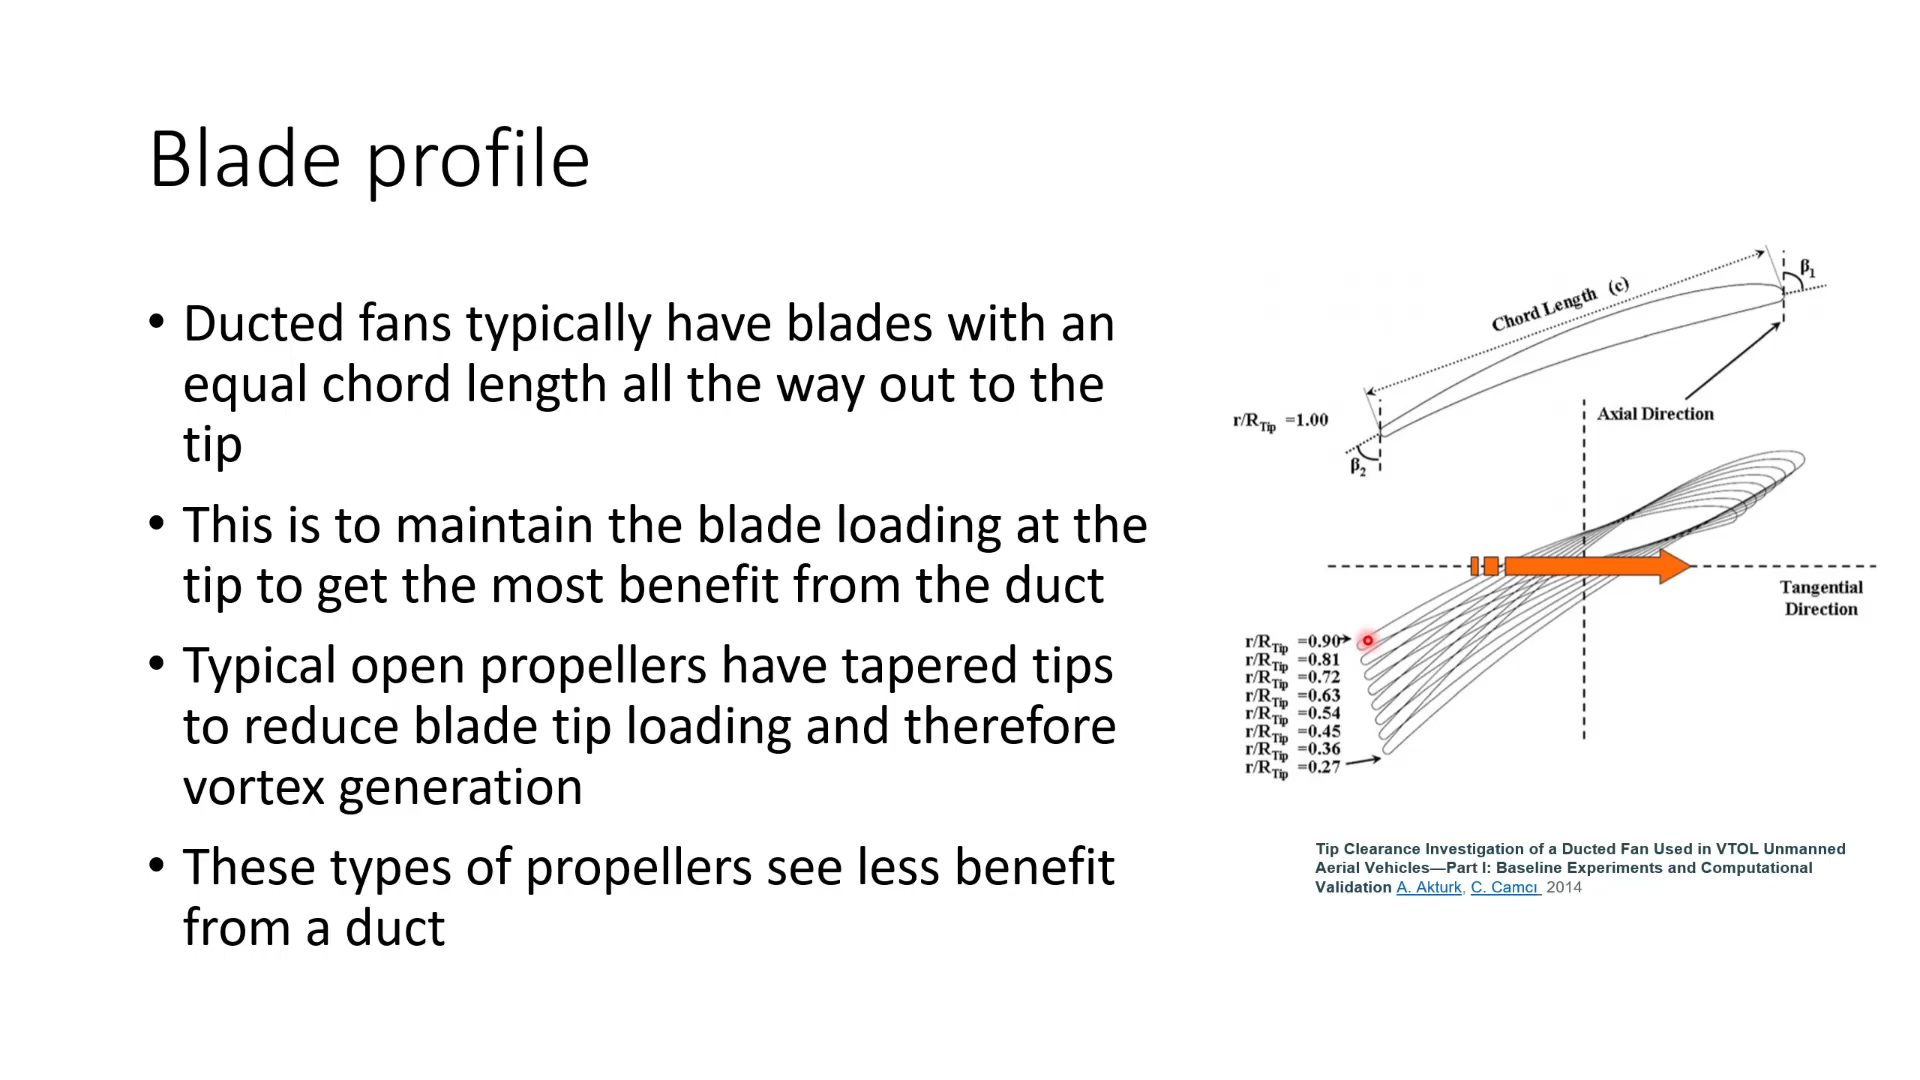 Blade profile
• Ducted fans typically have blades with an
equal chord length all the way out to the
tip
• This is to maintain the blade loading at the
tip to get the most benefit from the duct
• Typical open propellers have tapered tips
to reduce blade tip loading and therefore
vortex generation
• These types of propellers see less benefit
from a duct
Chord Length (c)
β1
Axial Direction
r/RTip =1.00
β2
Tangential
Direction
r/RTip =0.90
r/RTip =0.81
r/RTip =0.72
r/RTip =0.63
r/RTip =0.54
r/RTip =0.45
r/RTip =0.36
r/RTip =0.27
Tip Clearance Investigation of a Ducted Fan Used in VTOL Unmanned
Aerial Vehicles—Part I: Baseline Experiments and Computational
Validation A. Akturk, C. Camcı 2014